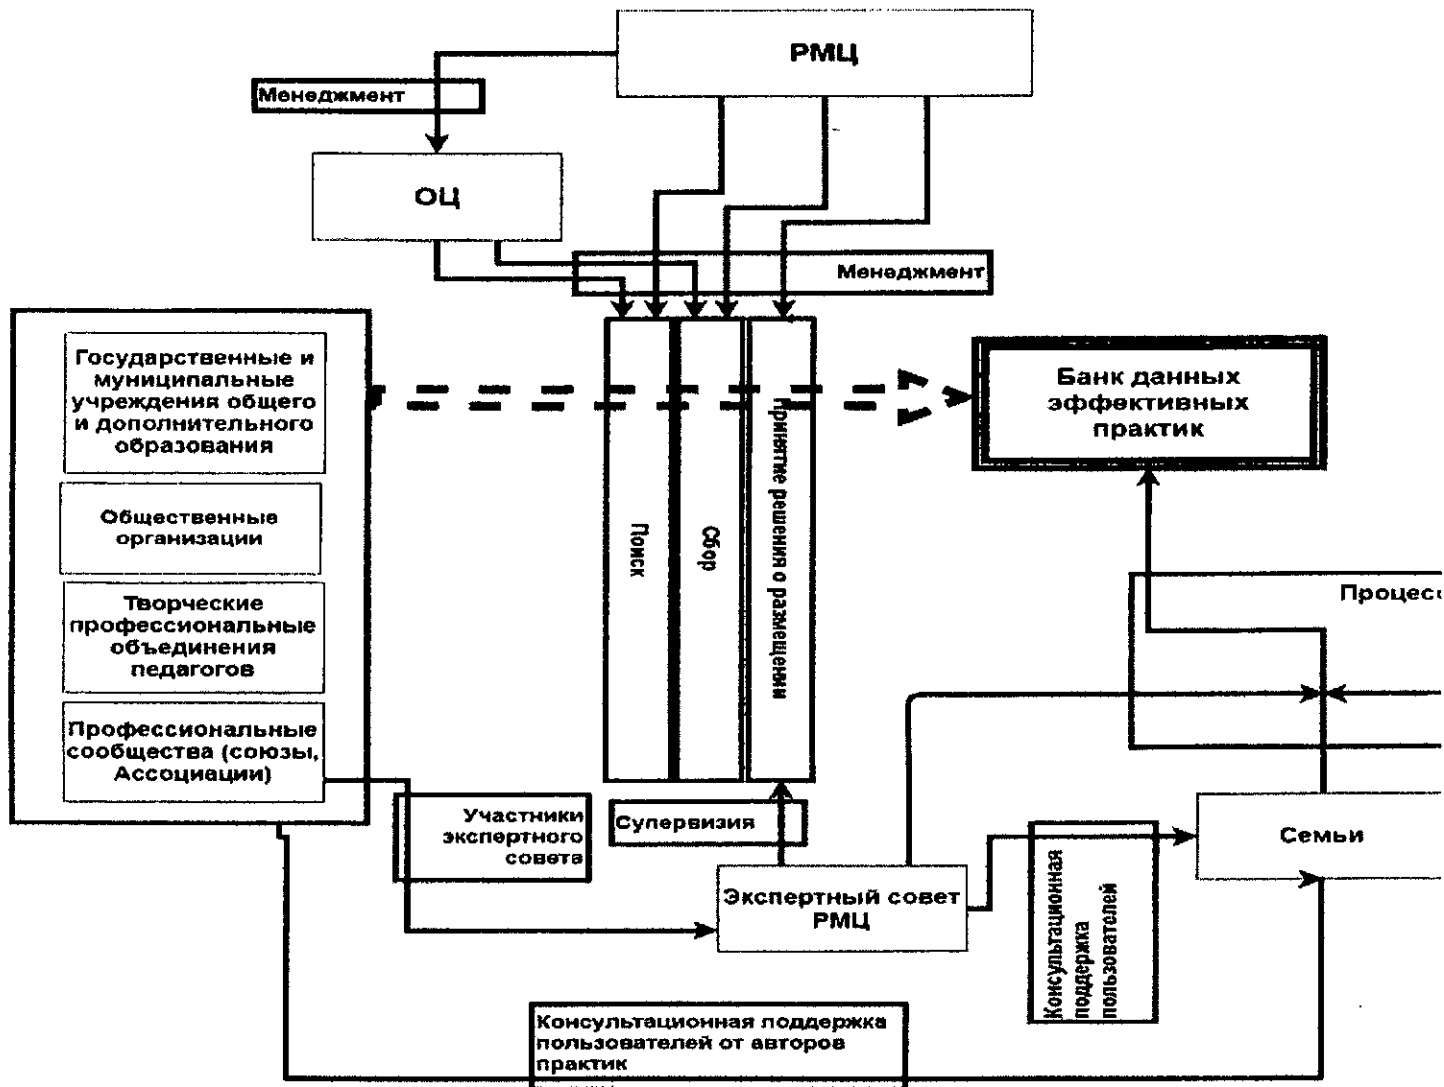 РМЦ
Менеджмент
ОЦ
Менеджмент
Государственные и
муниципальные
учреждения общего
и дополнительного
образования
Общественные
организации
Творческие
профессиональные
объединения
педагогов
Профессиональные
сообщества (союзы,
Ассоциации)
Поиск
Сбор
Принятие решения о размещении
Банк данных
эффективных
практик
Процесс
Участники
экспертного
совета
Супервизия
Экспертный совет
РМЦ
Консультационная
поддержка
пользователей
Семьи
Консультационная поддержка
пользователей от авторов
практик